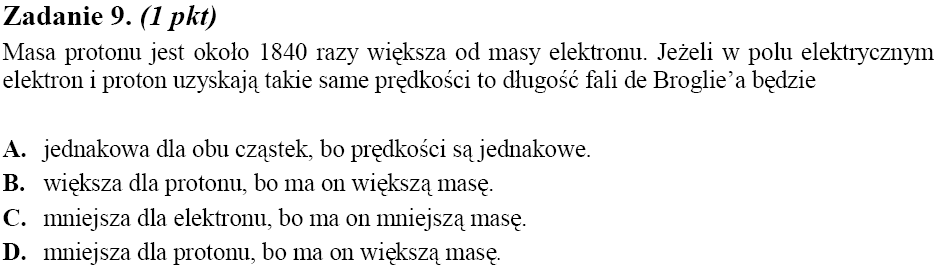 Zadanie 9. (1 pkt)
Masa protonu jest około 1840 razy większa od masy elektronu. Jeżeli w polu elektrycznym
elektron i proton uzyskają takie same prędkości to długość fali de Broglie’a będzie
A. jednakowa dla obu cząstek, bo prędkości są jednakowe.
B. większa dla protonu, bo ma on większą masę.
C. mniejsza dla elektronu, bo ma on mniejszą masę.
D. mniejsza dla protonu, bo ma on większą masę.